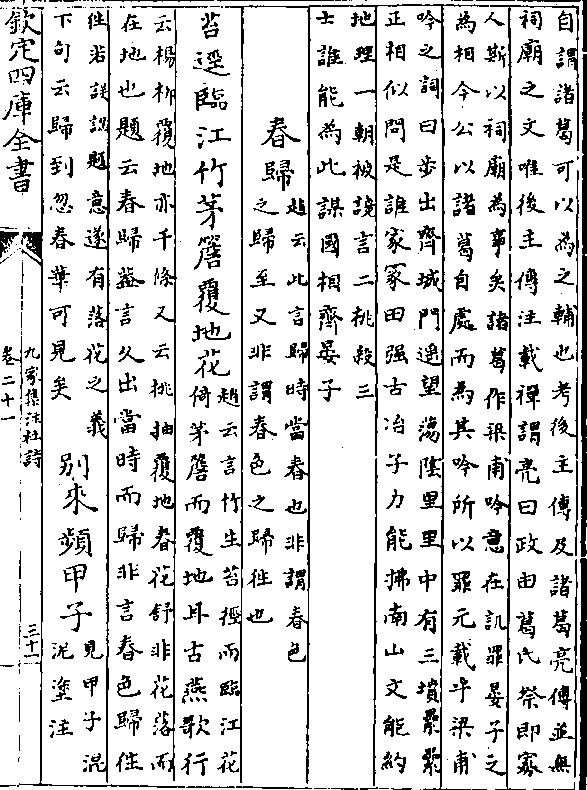 自謂諸葛可以為之輔也考後主傳及諸葛亮傳並無
祠廟之文唯後主傳注載禪謂亮曰政由葛氏祭即寡
人斯以祠廟為事矣諸葛作梁甫吟意在譏罪晏子之
為相今公以諸葛自處而為其吟所以罪元載乎梁甫
吟之詞曰步出齊城門遥望蕩隂里里中有三墳纍纍
正相似問是誰家冢田强古冶子力能排南山文能約
地理一朝被讒言二桃殺三
士誰能為此謀國相齊晏子
春歸
趙云此言歸時當春也非謂春色
之歸至又非謂春色之歸往也
苔逕臨江竹茅簷覆地花
趙云言竹生苔徑而臨江花
倚茅簷而覆地耳古燕歌行
云楊柳覆地亦千條又云桃抽覆地春花舒非花落而
在地也題云春歸葢言久出當時而歸非言春色歸往
往若誤認題意遂有落花之義
下句云歸到忽春華可見矣
别來頻甲子
見甲子混
泥塗注
欽定四庫全書
九家集注杜詩
卷二十一
三十一